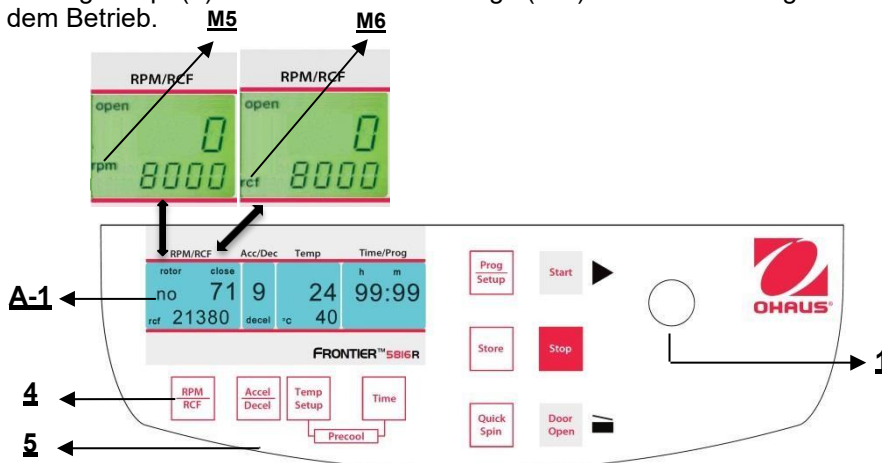 dem Betrieb.
M5 M6
RPM/RCF RPM/RCF
open open
0 0
rpm 8000 rcf 8000
RPM/RCF Acc/Dec Temp Time/Prog
rotor close h m
no 71 9 24 99:99
rcf 21380 decel °C 40
FRONTIER™5816R
A-1
Prog
Setup
Start
OHAUS®
Store
Stop
1
4
RPM
RCF
Accel
Decel
Temp
Setup
Time
Precool
5
Quick
Spin
Door
Open